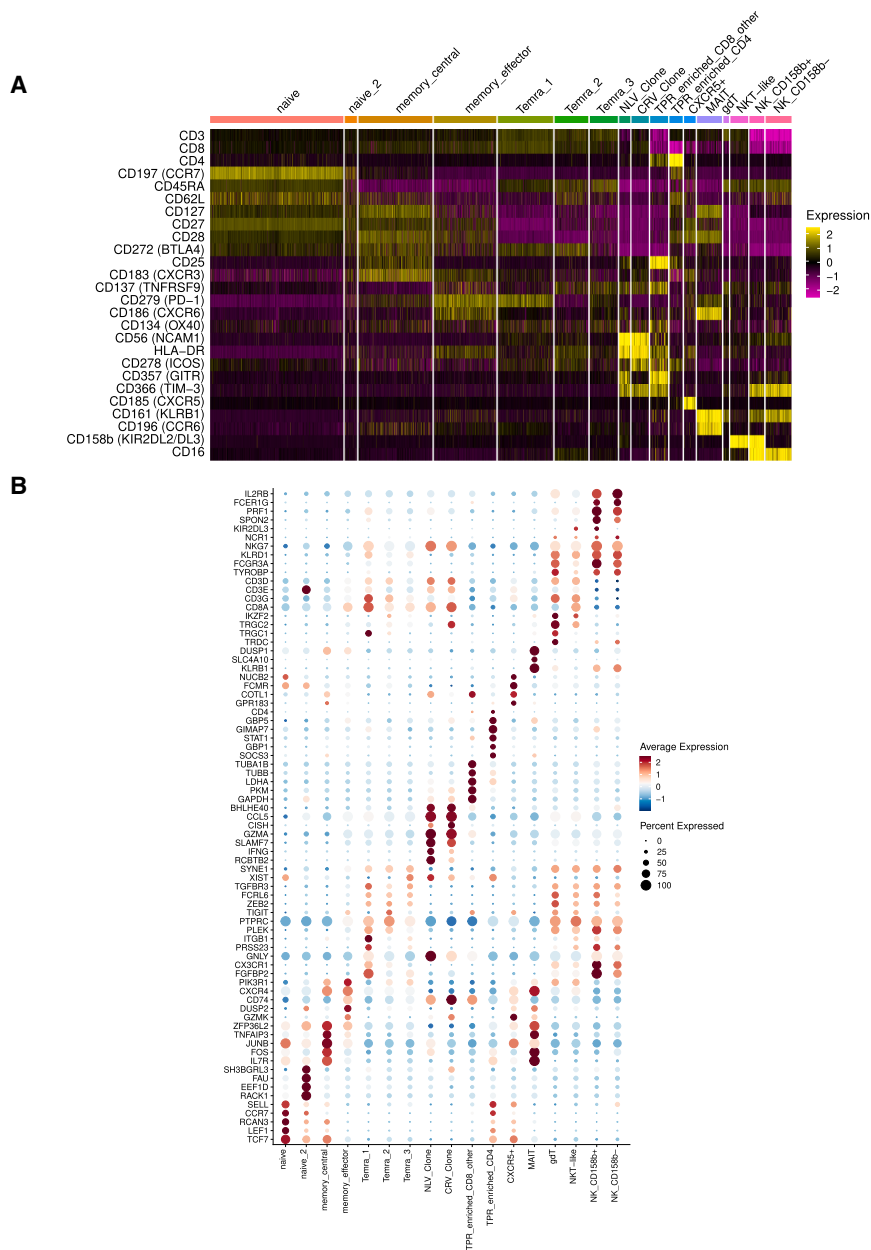 A
naive
naive_2
memory_central
memory_effector
Temra_1
Temra_2
Temra_3
NLV_Clone
CRV_Clone
TPR_enriched_CD8_other
TPR_enriched_CD4
CXCR5+
MAIT
gdT
NKT-like
NK_CD158b+
NK_CD158b-
CD3
CD8
CD4
CD197 (CCR7)
CD45RA
CD62L
CD127
CD27
CD28
CD272 (BTLA4)
CD25
CD183 (CXCR3)
CD137 (TNFRSF9)
CD279 (PD-1)
CD186 (CXCR6)
CD134 (OX40)
CD56 (NCAM1)
HLA-DR
CD278 (ICOS)
CD357 (GITR)
CD366 (TIM-3)
CD185 (CXCR5)
CD161 (KLRB1)
CD196 (CCR6)
CD158b (KIR2DL2/DL3)
CD16
Expression
2
1
0
-1
-2
B
IL2RB
FCER1G
PRF1
SPON2
KIR2DL3
NCR1
NKG7
KLRD1
FCGR3A
TYROBP
CD3D
CD3E
CD3G
CD8A
IKZF2
TRGC2
TRGC1
TRDC
DUSP1
SLC4A10
KLRB1
NUCB2
FCMR
COTL1
GPR183
CD4
GBP5
GIMAP7
STAT1
GBP1
SOCS3
TUBA1B
TUBB
LDHA
PKM
GAPDH
BHLHE40
CCL5
CISH
GZMA
SLAMF7
IFNG
RCBTB2
SYNE1
XIST
TGFBR3
FCRL6
ZEB2
TIGIT
PTPRC
PLEK
ITGB1
PRSS23
GNLY
CX3CR1
FGFBP2
PIK3R1
CXCR4
CD74
DUSP2
GZMK
ZFP36L2
TNFAIP3
JUNB
FOS
IL7R
SH3BGRL3
FAU
EEF1D
RACK1
SELL
CCR7
RCAN3
LEF1
TCF7
naive
naive_2
memory_central
memory_effector
Temra_1
Temra_2
Temra_3
NLV_Clone
CRV_Clone
TPR_enriched_CD8_other
TPR_enriched_CD4
CXCR5+
MAIT
gdT
NKT-like
NK_CD158b+
NK_CD158b-
Average Expression
2
1
0
-1
Percent Expressed
0
25
50
75
100